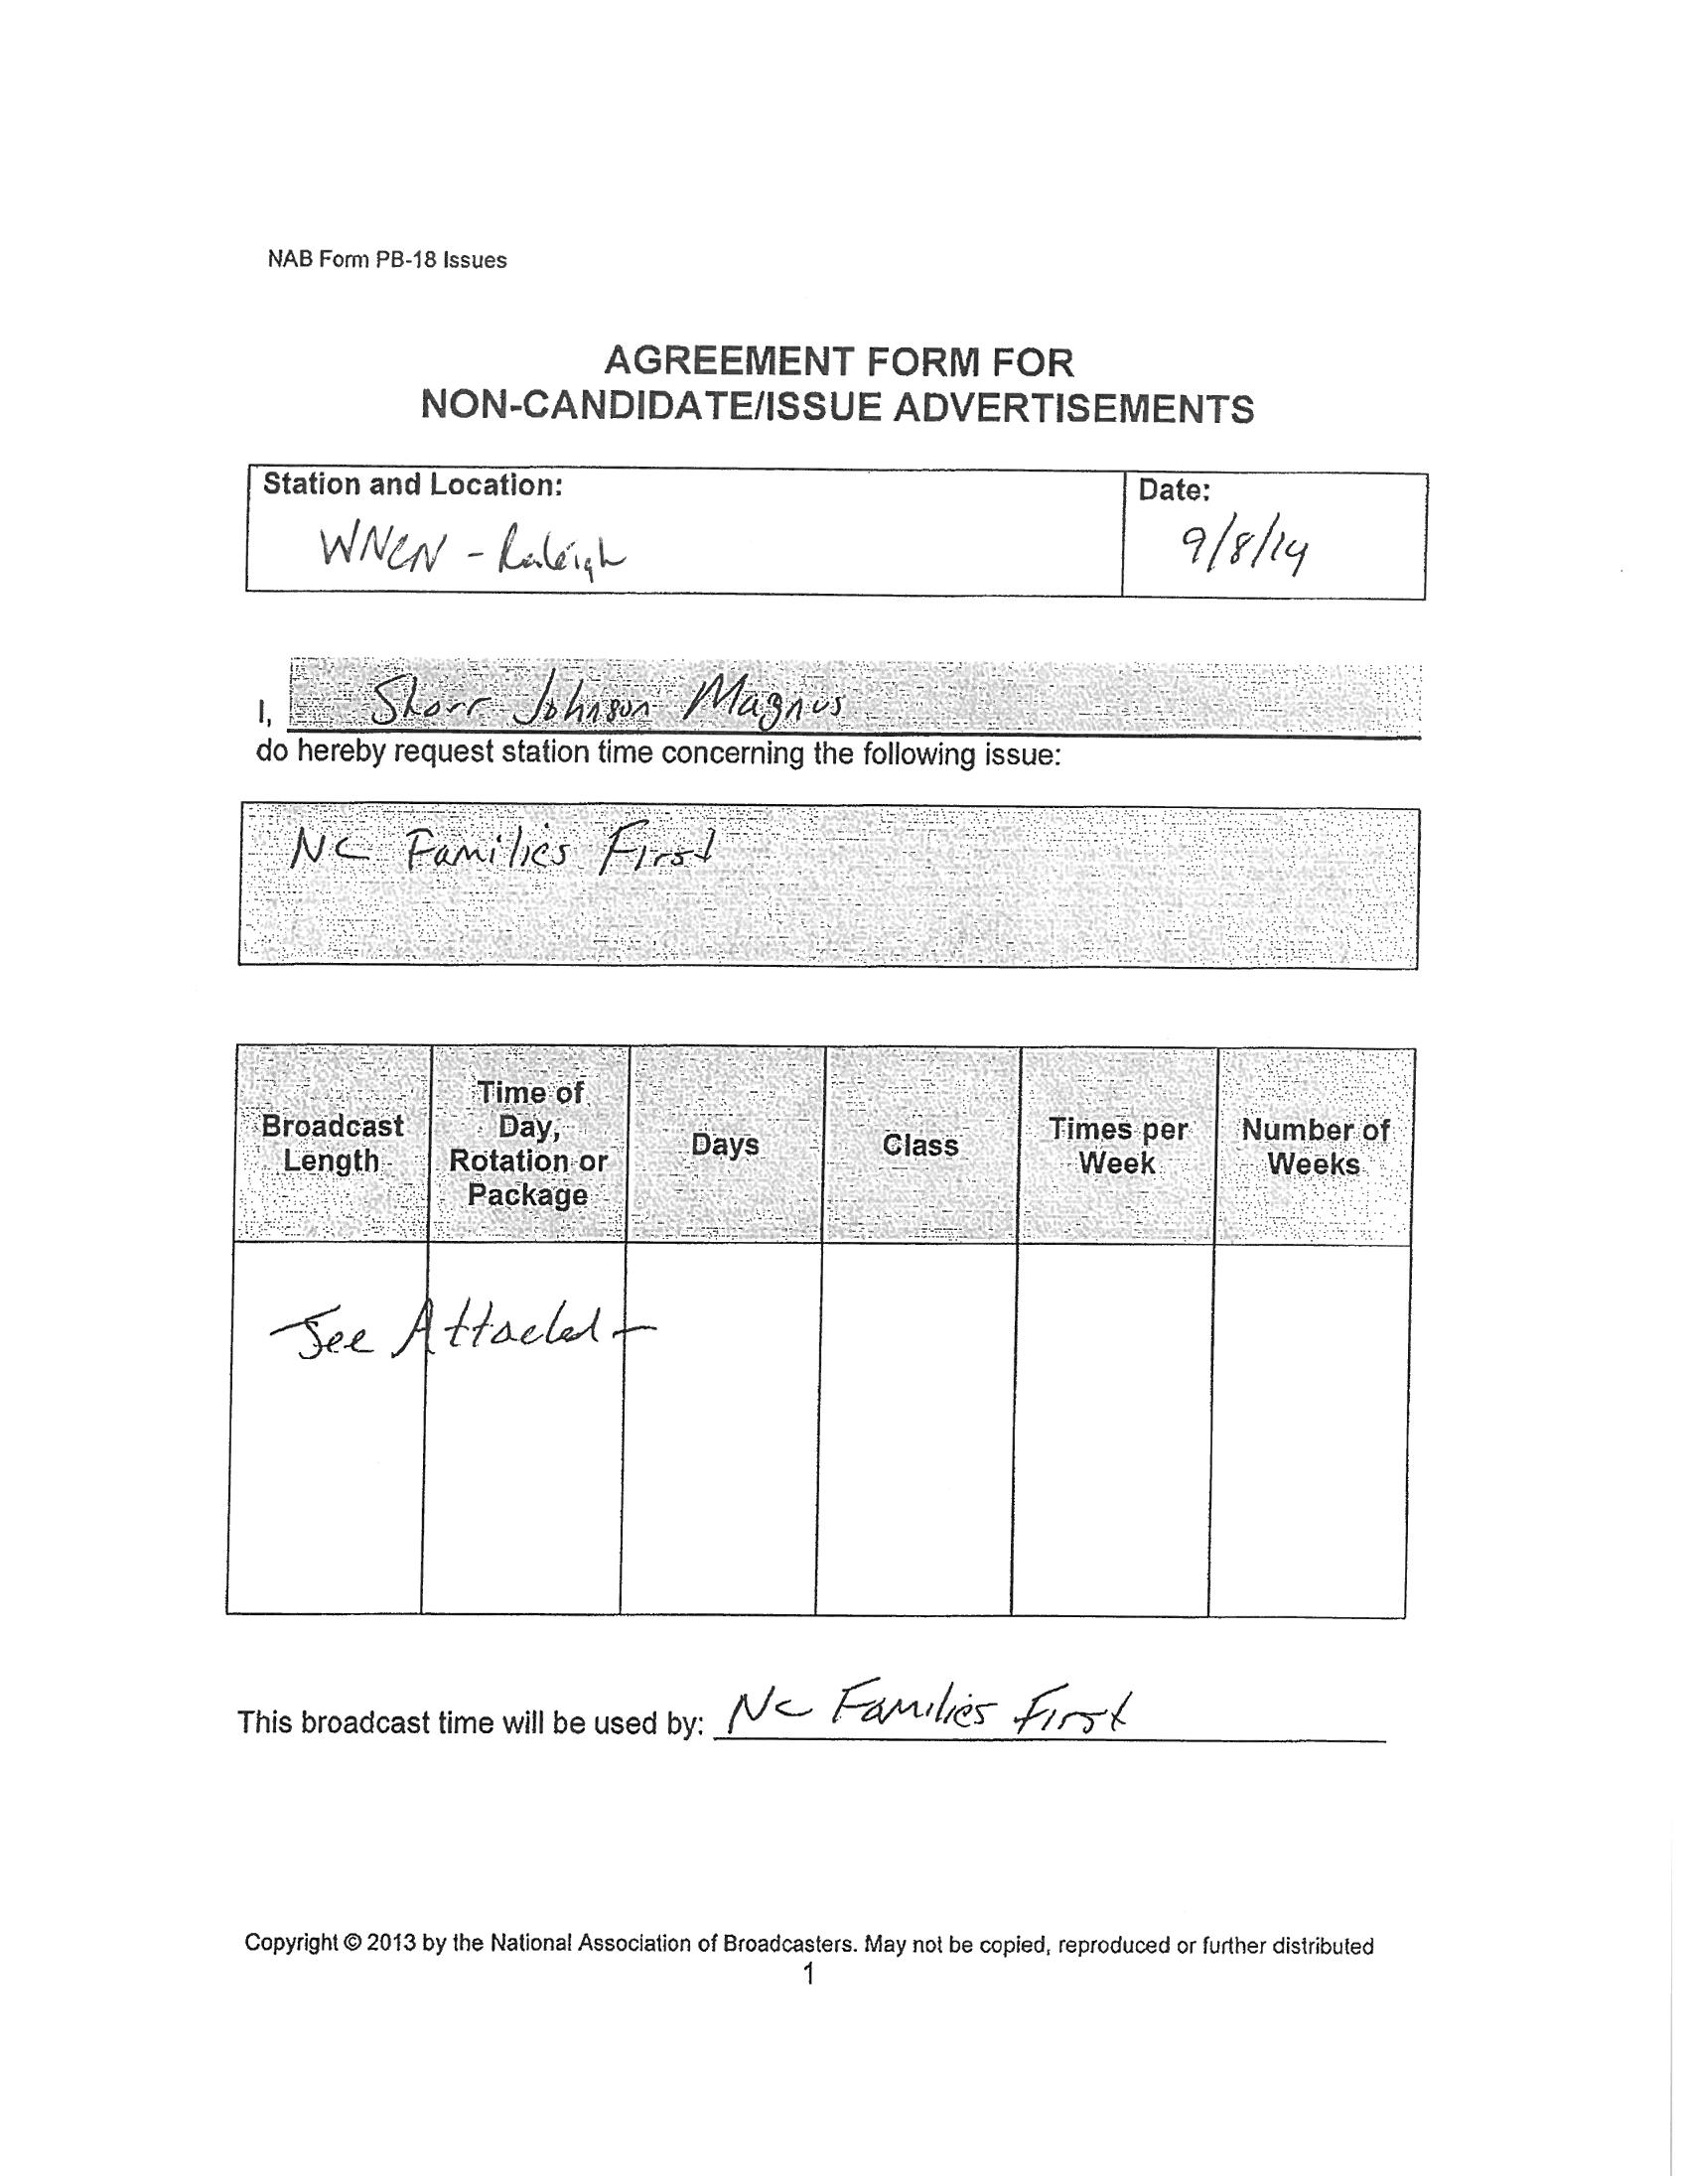 NAB Form PB-18 Issues
AGREEMENT FORM FOR
NON-CANDIDATE/ISSUE ADVERTISEMENTS
Station and Location:
Date:
WNCN - Raleigh
9/8/14
I, Shorr Johnson Magnus
do hereby request station time concerning the following issue:
NC Families First
Broadcast Length
Time of Day, Rotation or Package
Days
Class
Times per Week
Number of Weeks
See Attached
This broadcast time will be used by: NC Families First
Copyright © 2013 by the National Association of Broadcasters. May not be copied, reproduced or further distributed
1